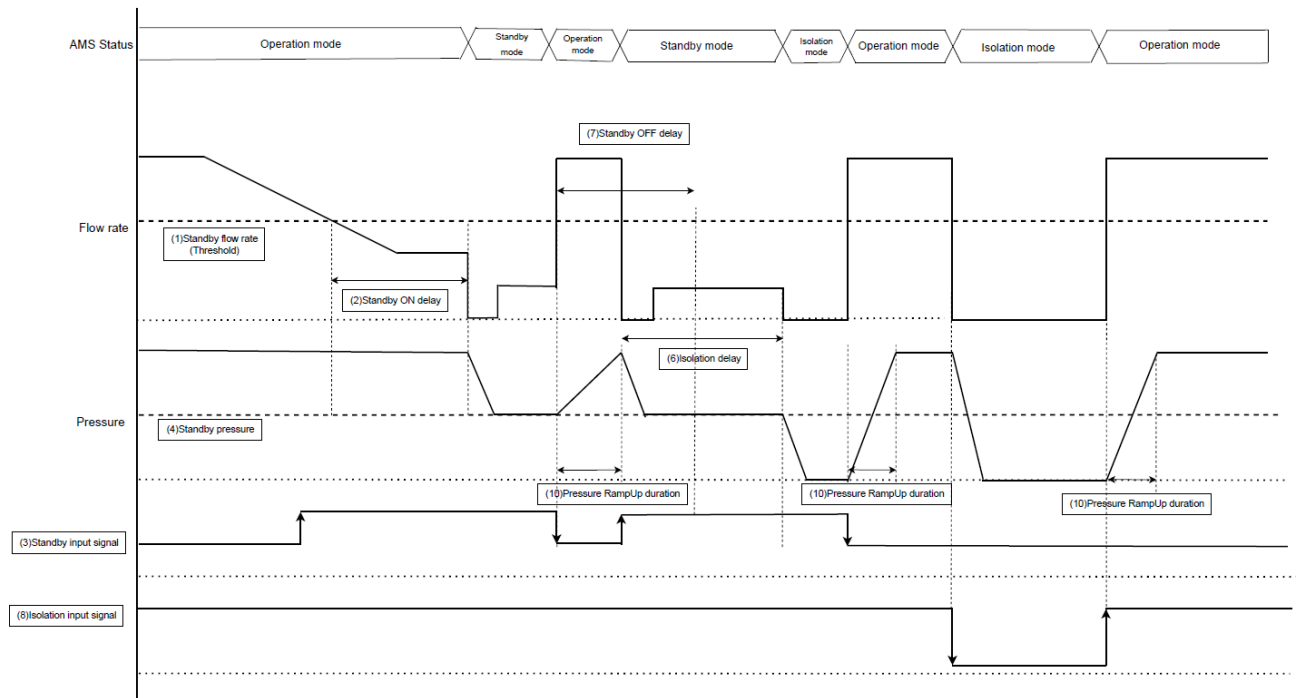 AMS Status
Operation mode
Standby
mode
Operation
mode
Standby mode
Isolation
mode
Operation mode
Isolation mode
Operation mode
(7)Standby OFF delay
Flow rate
(1)Standby flow rate
(Threshold)
(2)Standby ON delay
(6)Isolation delay
Pressure
(4)Standby pressure
(10)Pressure RampUp duration
(10)Pressure RampUp duration
(10)Pressure RampUp duration
(3)Standby input signal
(8)Isolation input signal